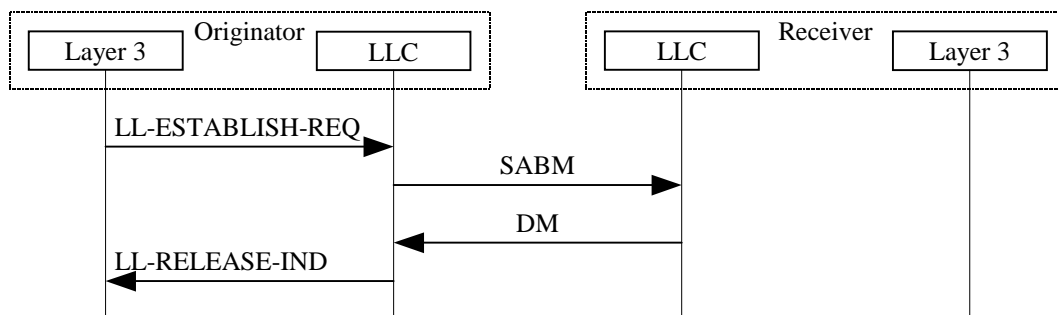 Originator
Receiver
Layer 3
LLC
LLC
Layer 3
LL-ESTABLISH-REQ
SABM
DM
LL-RELEASE-IND